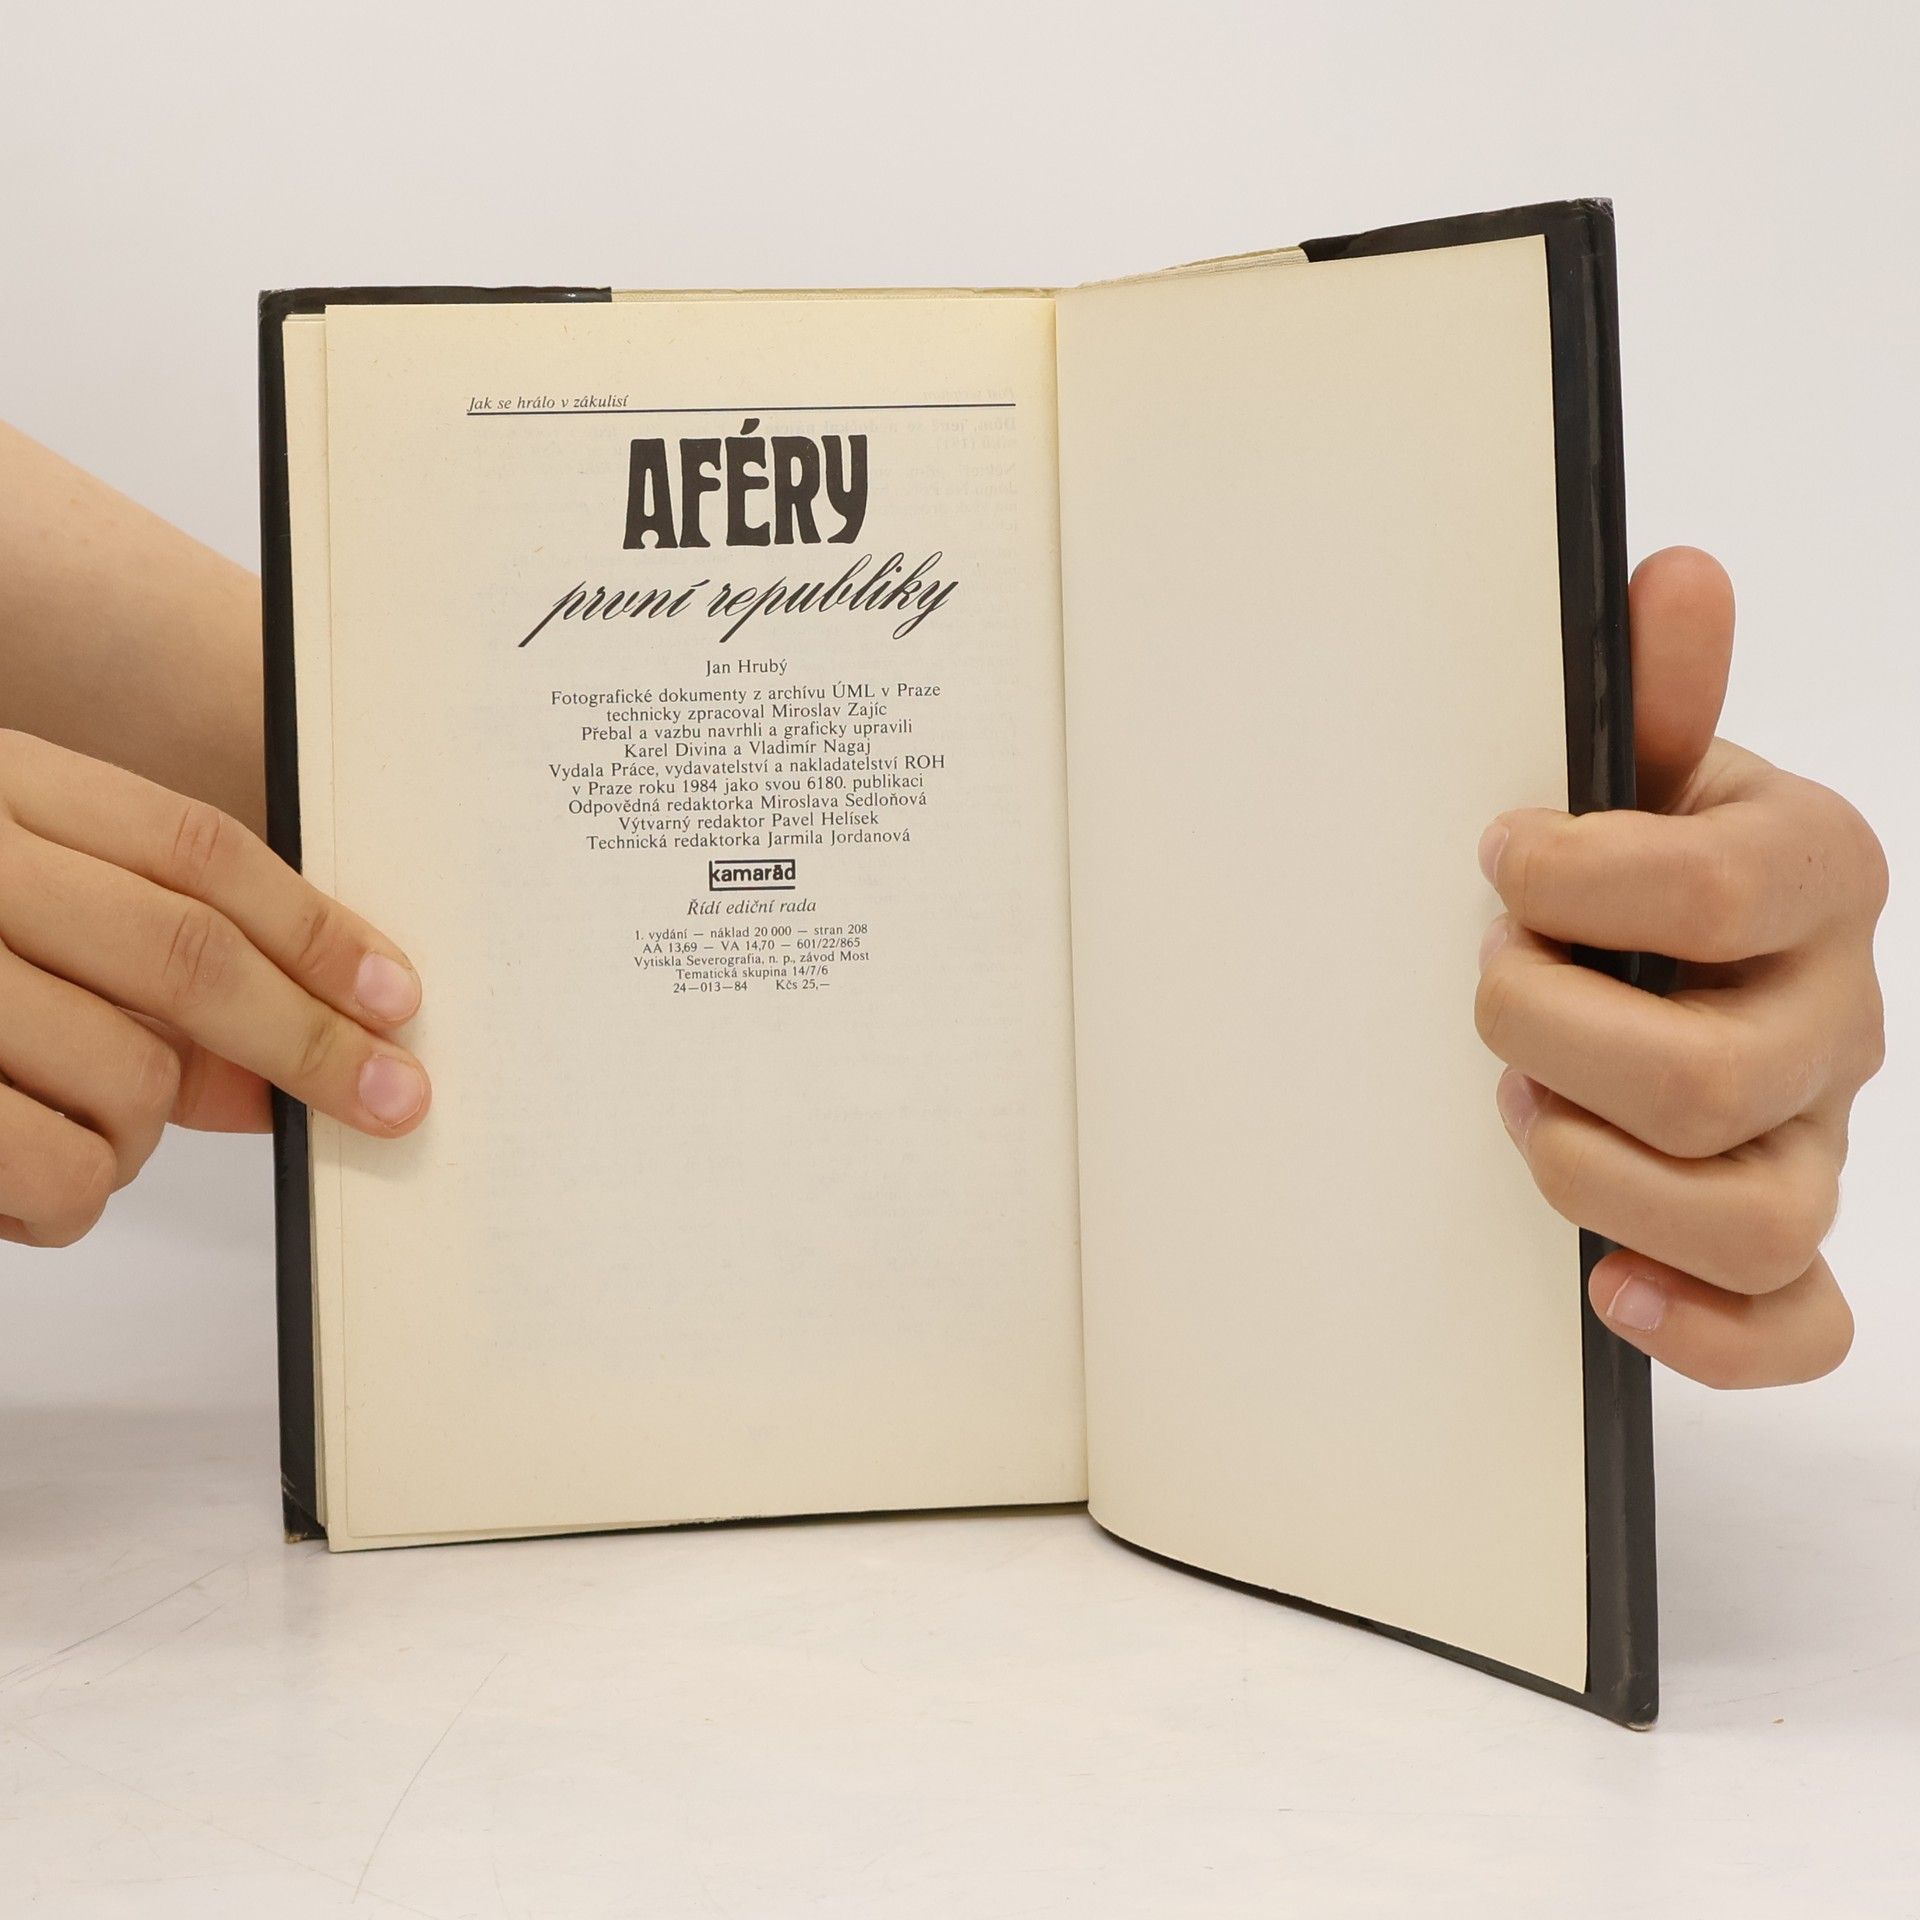 Jak se hrálo v zákulisí
AFÉRY
první republiky
Jan Hrubý
Fotografické dokumenty z archívu ÚML v Praze
technicky zpracoval Miroslav Zajíc
Přebal a vazbu navrhli a graficky upravili
Karel Divina a Vladimír Nagaj
Vydala Práce, vydavatelství a nakladatelství ROH
v Praze roku 1984 jako svou 6180. publikaci
Odpovědná redaktorka Miroslava Sedloňová
Výtvarný redaktor Pavel Helísek
Technická redaktorka Jarmila Jordanová
kamarád
Řídí ediční rada
1. vydání — náklad 20 000 — stran 208
AA 13,69 — VA 14,70 — 601/22/865
Vytiskla Severografia, n. p., závod Most
Tematická skupina 14/7/6
24—013—84 Kčs 25,—